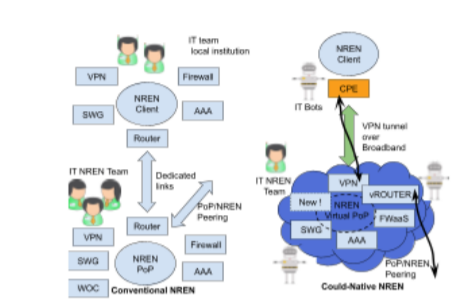 IT team
local institution
VPN
Firewall
NREN
Client
SWG
AAA
Router
IT NREN Team
Dedicated
links
PoP/NREN
Peering
Router
VPN
Firewall
SWG
NREN
PoP
AAA
WOC
Conventional NREN
NREN
Client
CPE
IT Bots
VPN tunnel
over
Broadband
IT NREN
Team
VPN
vROUTER
New !
NREN
Virtual PoP
FWaaS
SWG
AAA
PoP/NREN
Peering
Could-Native NREN